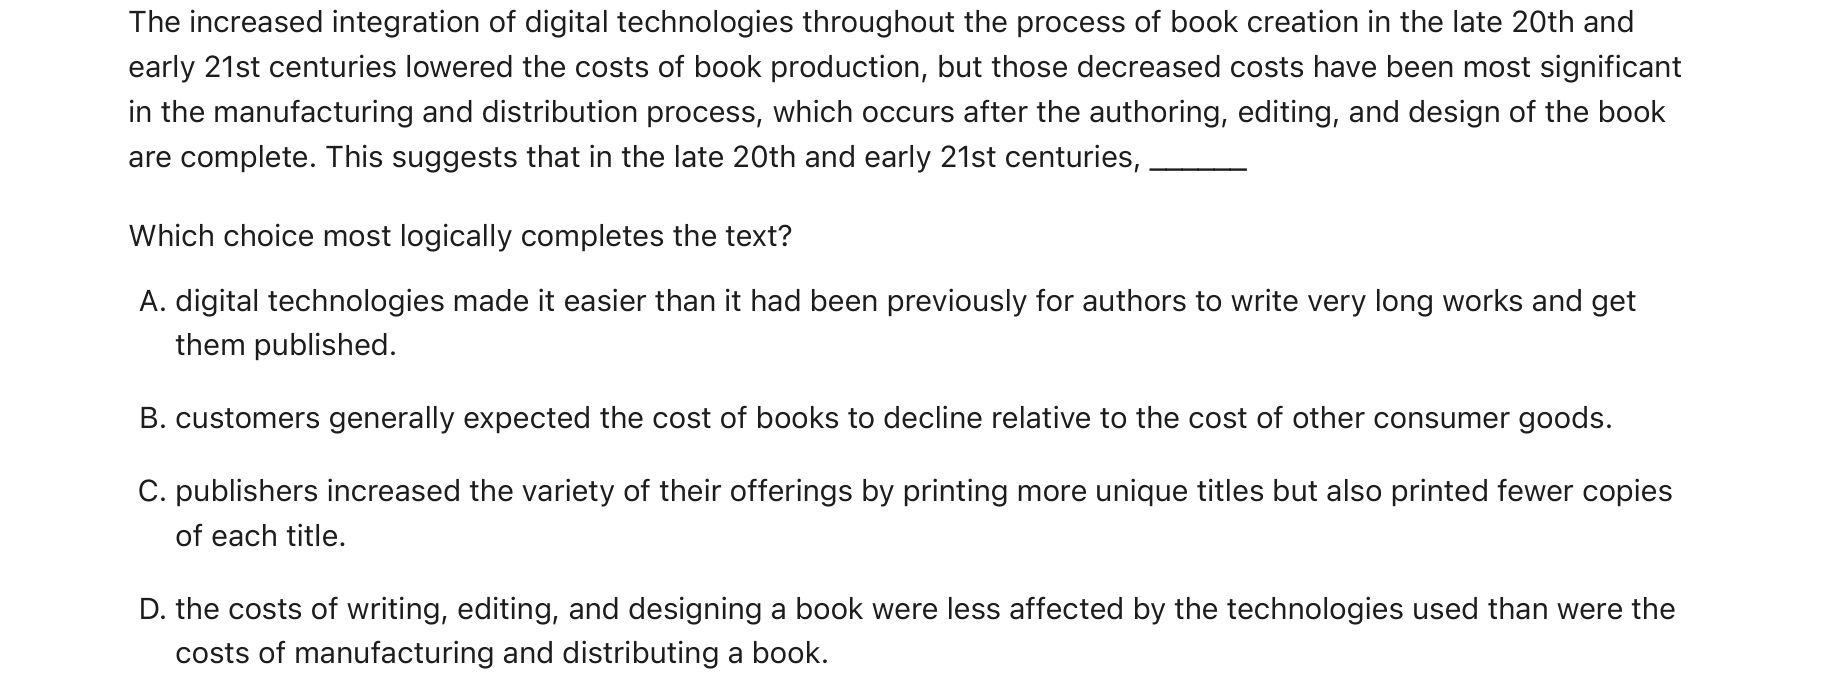 The increased integration of digital technologies throughout the process of book creation in the late 20th and
early 21st centuries lowered the costs of book production, but those decreased costs have been most significant
in the manufacturing and distribution process, which occurs after the authoring, editing, and design of the book
are complete. This suggests that in the late 20th and early 21st centuries, ______
Which choice most logically completes the text?
A. digital technologies made it easier than it had been previously for authors to write very long works and get
them published.
B. customers generally expected the cost of books to decline relative to the cost of other consumer goods.
C. publishers increased the variety of their offerings by printing more unique titles but also printed fewer copies
of each title.
D. the costs of writing, editing, and designing a book were less affected by the technologies used than were the
costs of manufacturing and distributing a book.